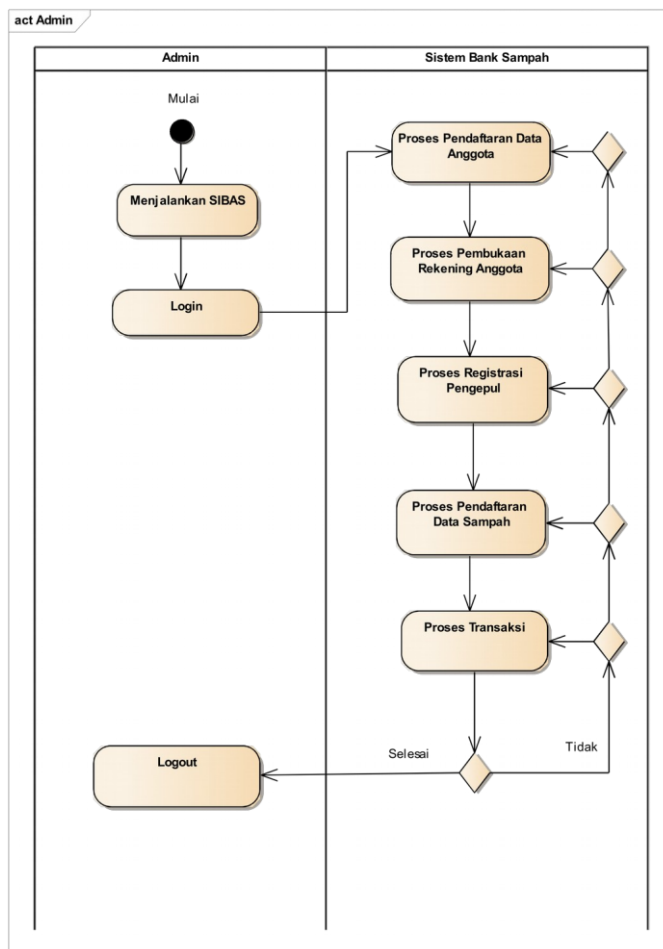 act Admin
Admin
Sistem Bank Sampah
Mulai
Proses Pendaftaran Data
Anggota
Menjalankan SIBAS
Proses Pembukaan
Rekening Anggota
Login
Proses Registrasi
Pengepul
Proses Pendaftaran
Data Sampah
Proses Transaksi
Selesai
Tidak
Logout